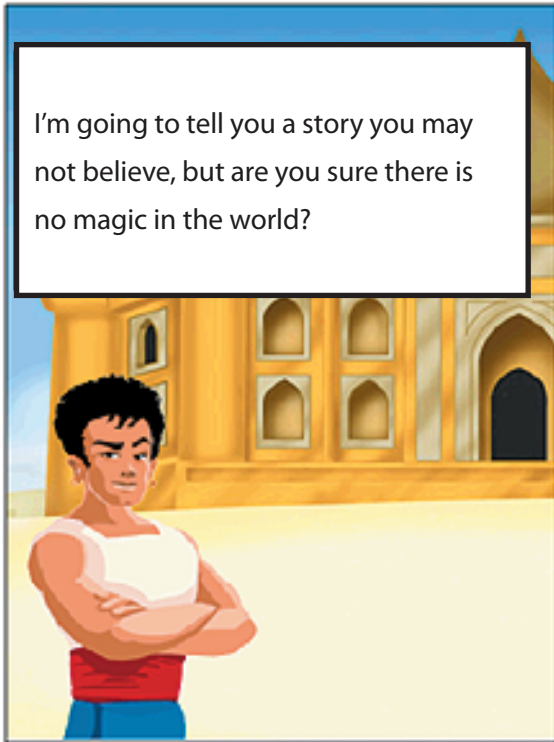 I’m going to tell you a story you may
not believe, but are you sure there is
no magic in the world?